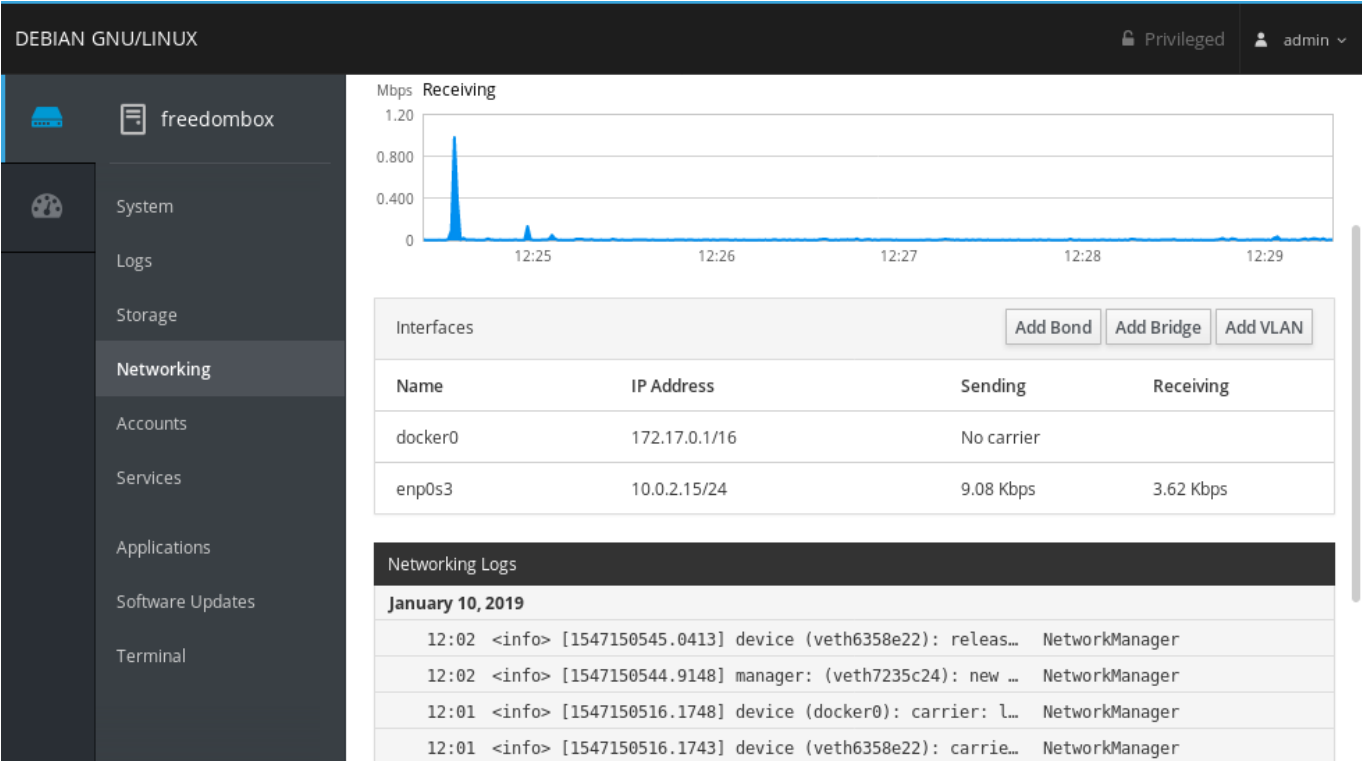 DEBIAN GNU/LINUX
Privileged
admin
freedombox
System
Logs
Storage
Networking
Accounts
Services
Applications
Software Updates
Terminal
Mbps Receiving
1.20
0.800
0.400
0
12:25 12:26 12:27 12:28 12:29
Interfaces Add Bond Add Bridge Add VLAN
Name IP Address Sending Receiving
docker0 172.17.0.1/16 No carrier
enp0s3 10.0.2.15/24 9.08 Kbps 3.62 Kbps
Networking Logs
January 10, 2019
12:02 <info> [1547150545.0413] device (veth6358e22): releas… NetworkManager
12:02 <info> [1547150544.9148] manager: (veth7235c24): new … NetworkManager
12:01 <info> [1547150516.1748] device (docker0): carrier: l… NetworkManager
12:01 <info> [1547150516.1743] device (veth6358e22): carrie… NetworkManager